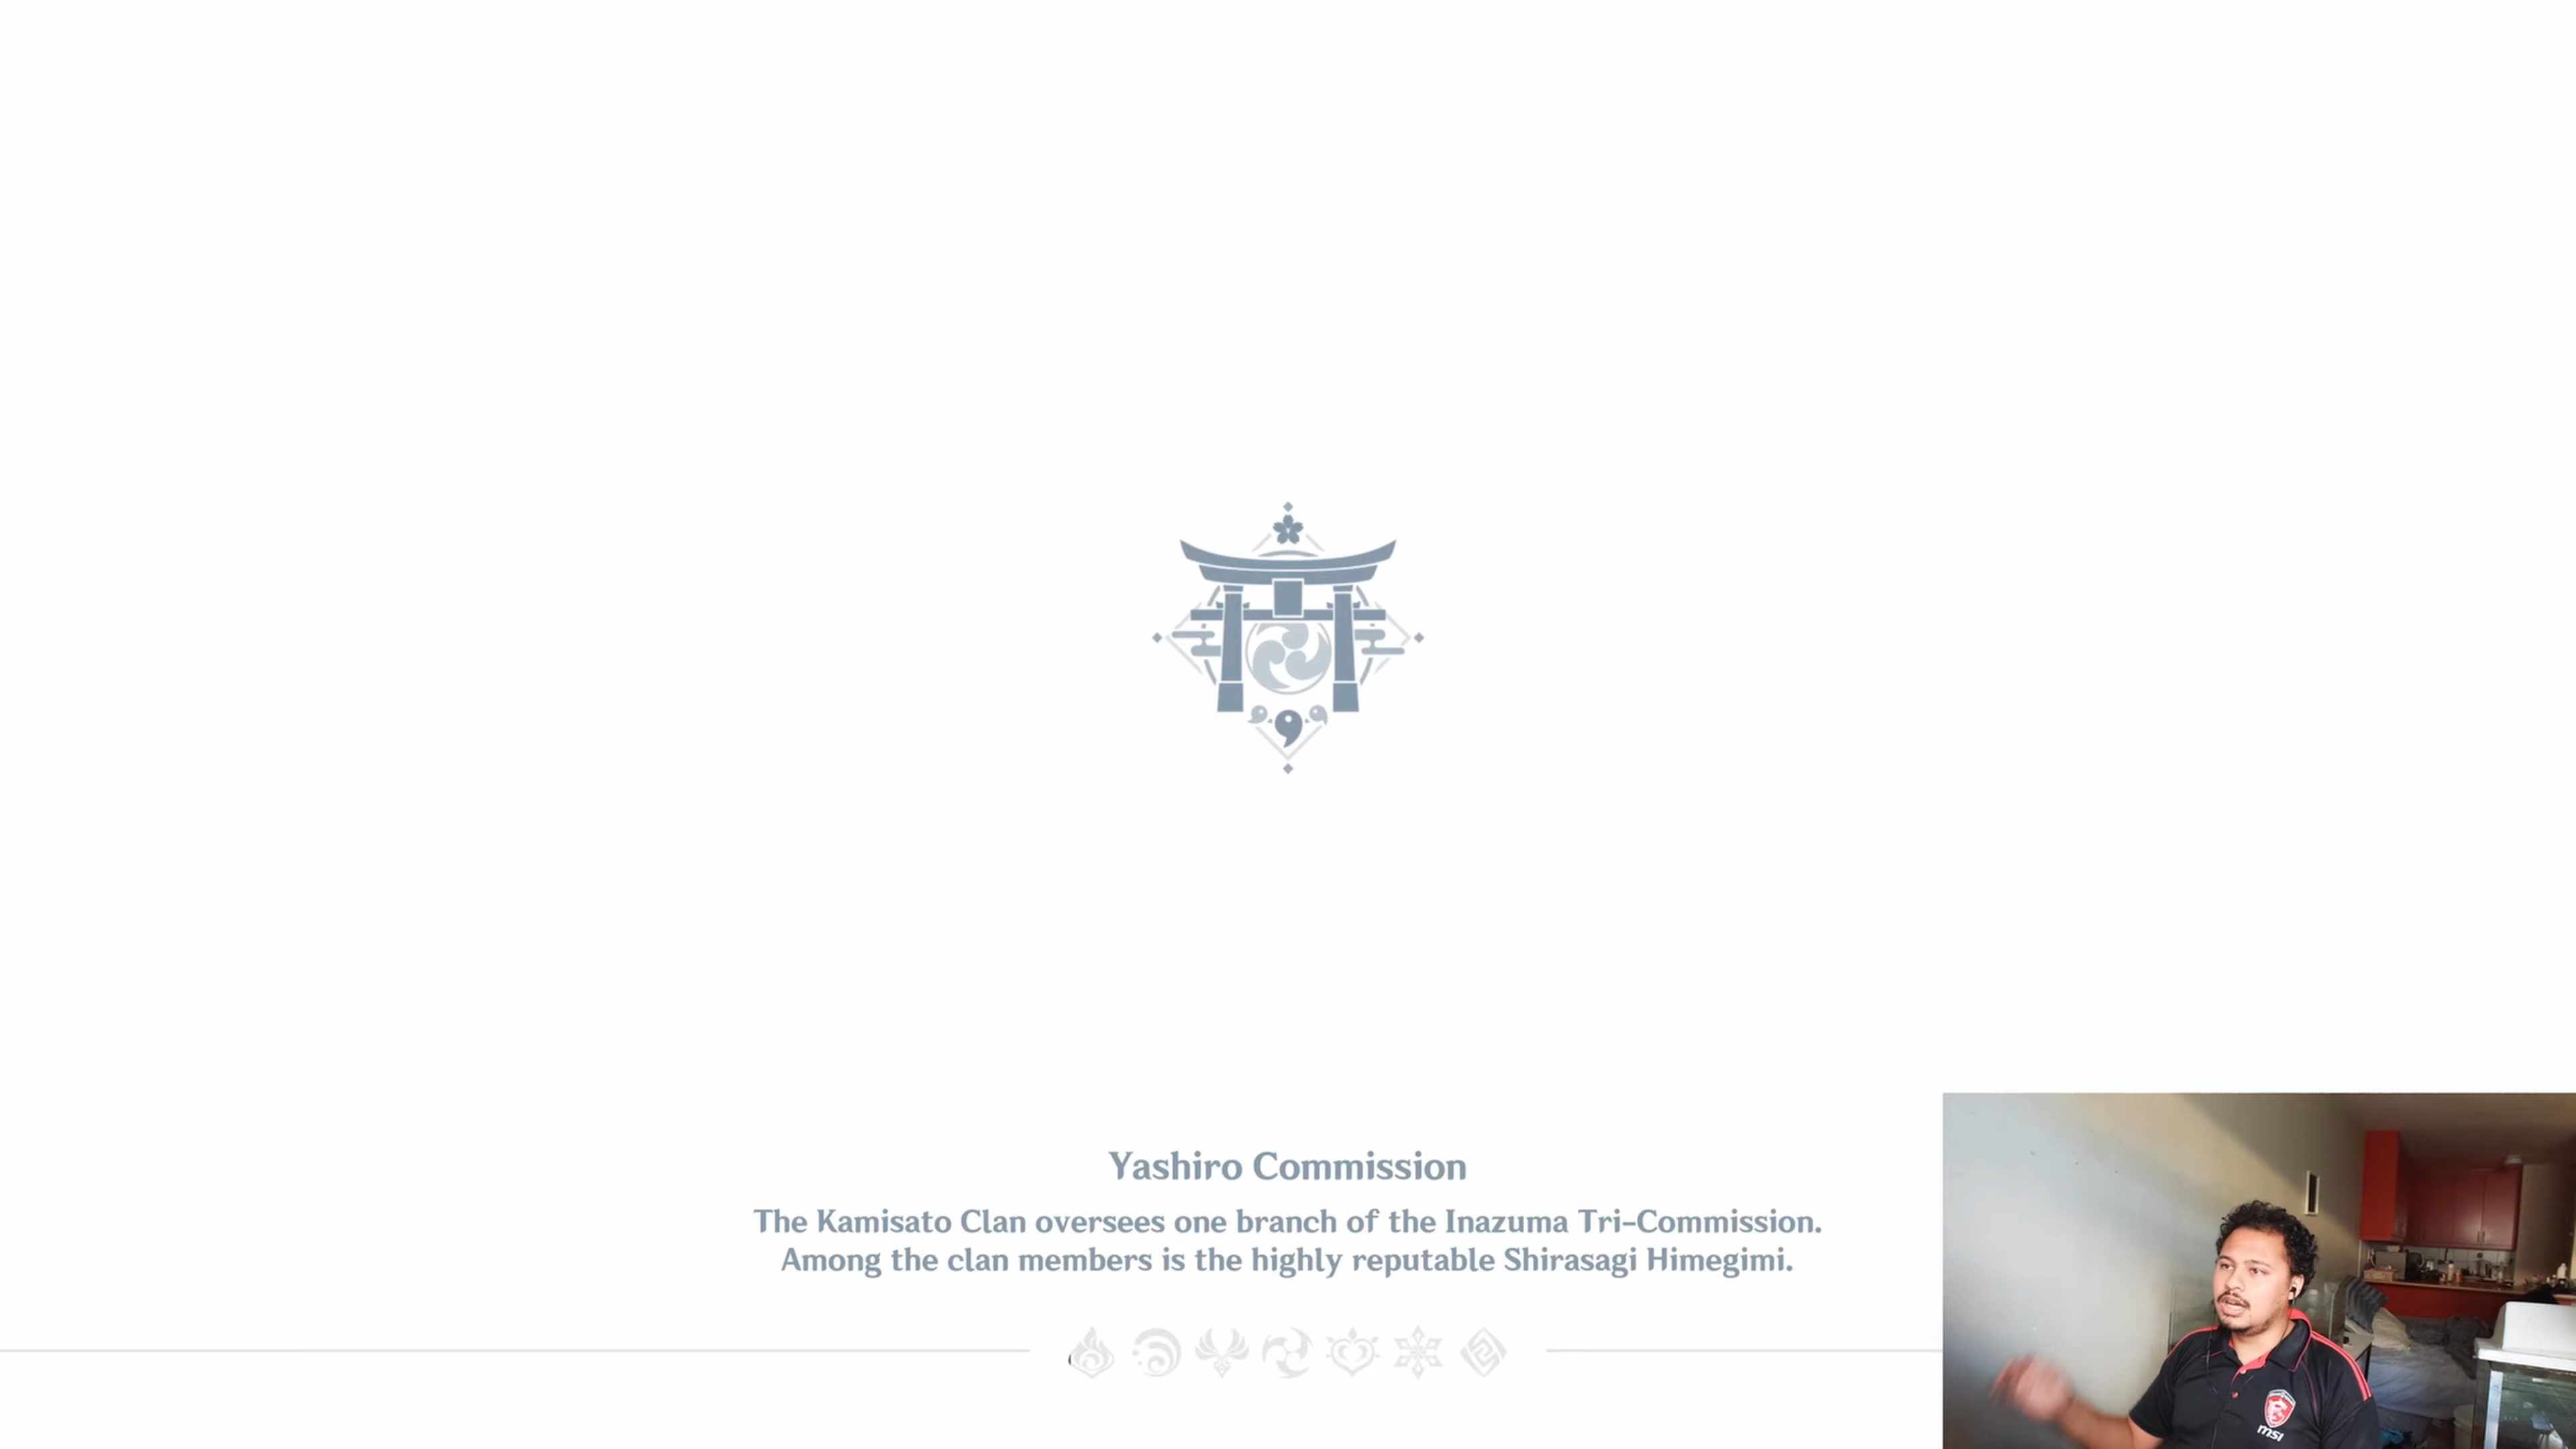 Yashiro Commission
The Kamisato Clan oversees one branch of the Inazuma Tri-Commission.
Among the clan members is the highly reputable Shirasagi Himegimi.
msi